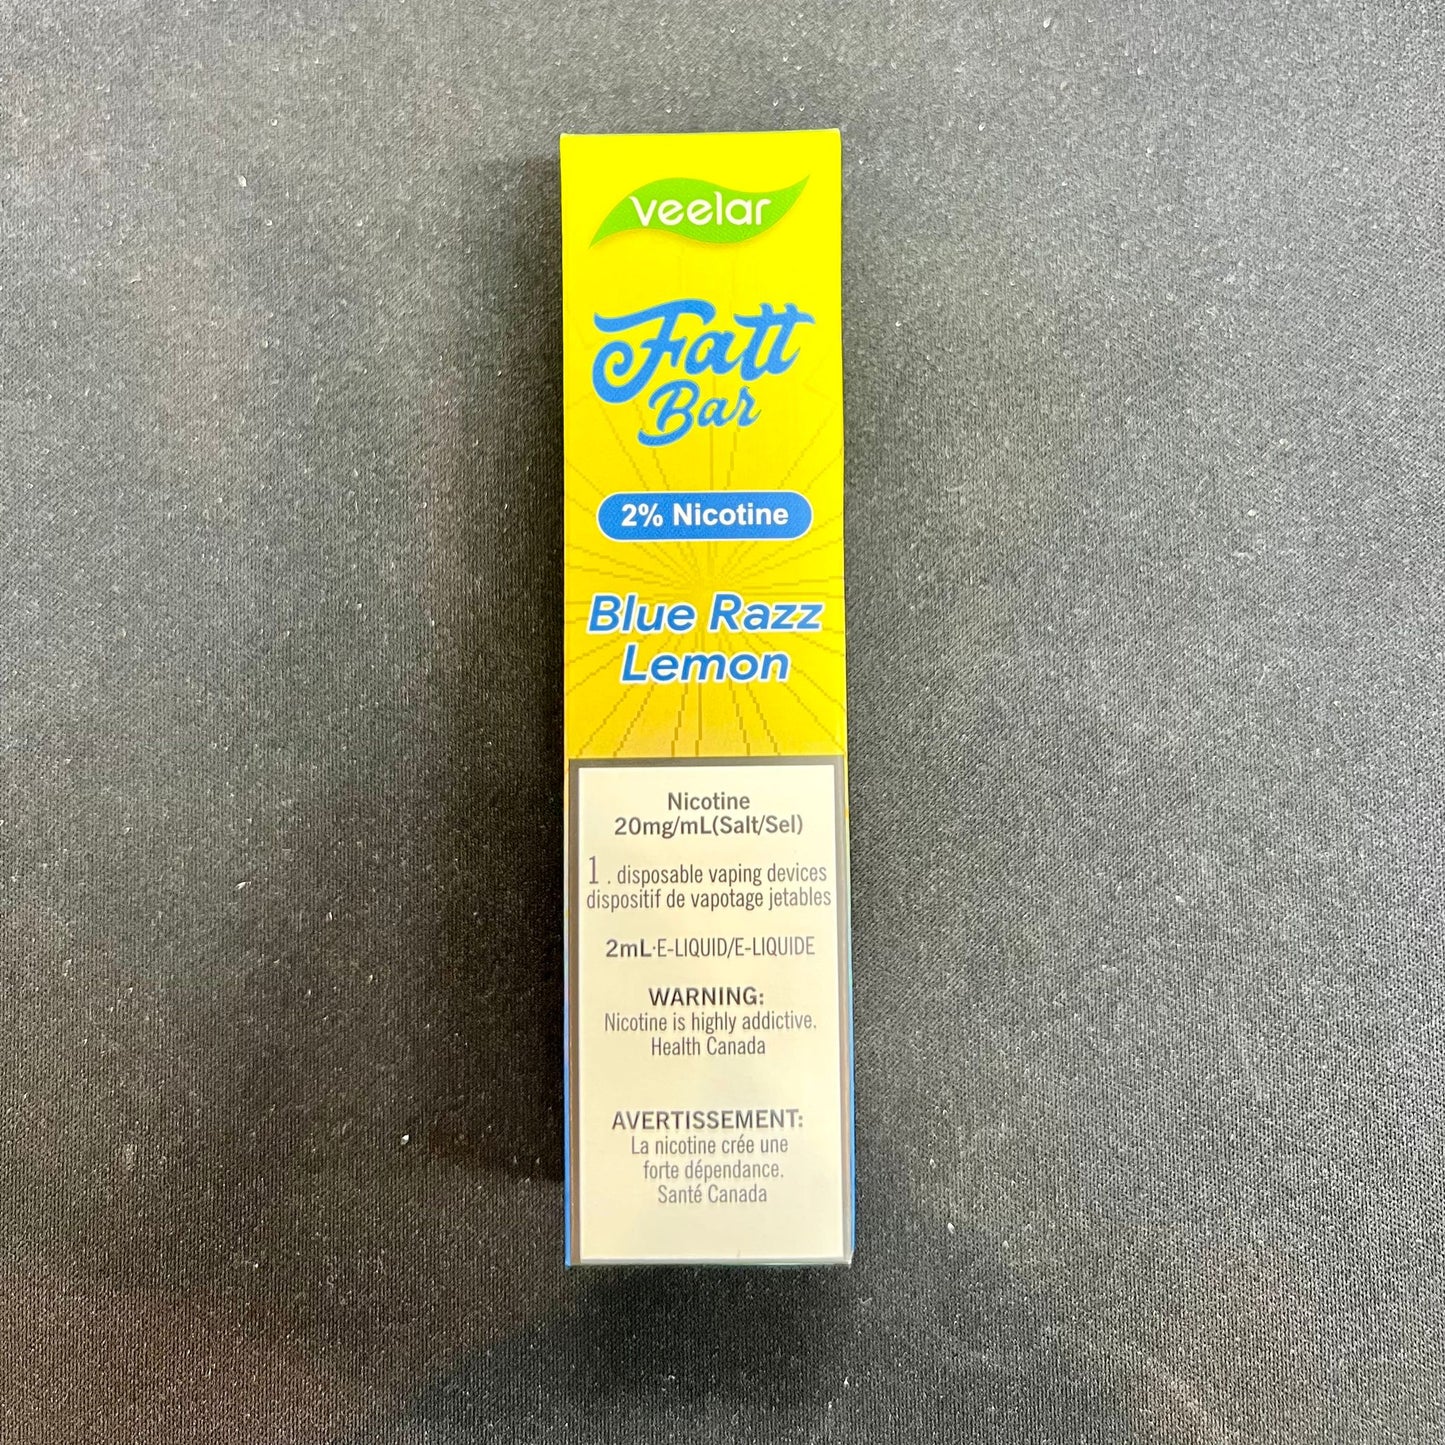 veelar
Fatt
Bar
2% Nicotine
Blue Razz
Lemon
Nicotine
20mg/mL(Salt/Sel)
1 . disposable vaping devices
dispositif de vapotage jetables
2mL·E-LIQUID/E-LIQUIDE
WARNING:
Nicotine is highly addictive.
Health Canada
AVERTISSEMENT:
La nicotine crée une
forte dépendance.
Santé Canada